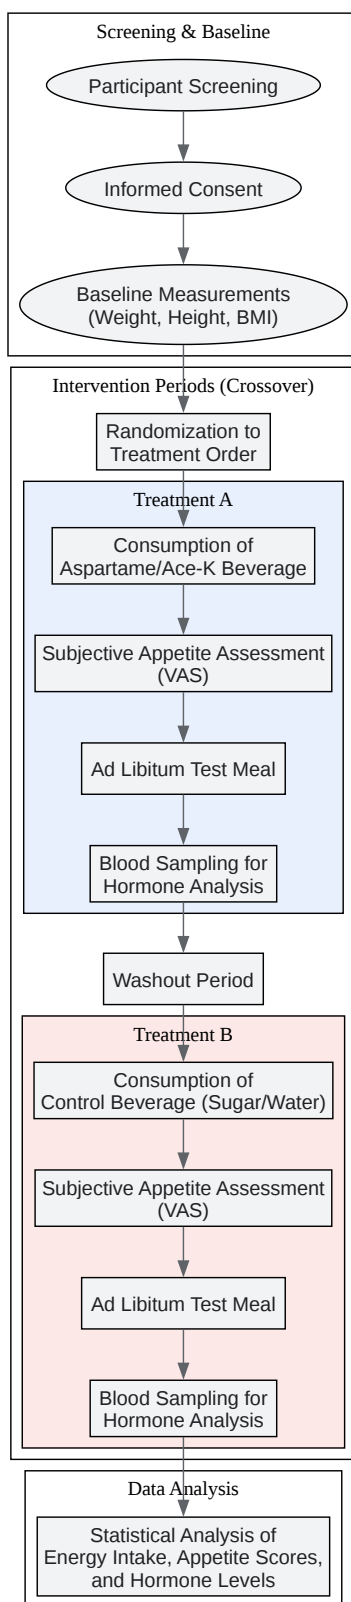 Screening & Baseline
Participant Screening
Informed Consent
Baseline Measurements
(Weight, Height, BMI)
Intervention Periods (Crossover)
Randomization to
Treatment Order
Treatment A
Consumption of
Aspartame/Ace-K Beverage
Subjective Appetite Assessment
(VAS)
Ad Libitum Test Meal
Blood Sampling for
Hormone Analysis
Washout Period
Treatment B
Consumption of
Control Beverage (Sugar/Water)
Subjective Appetite Assessment
(VAS)
Ad Libitum Test Meal
Blood Sampling for
Hormone Analysis
Data Analysis
Statistical Analysis of
Energy Intake, Appetite Scores,
and Hormone Levels